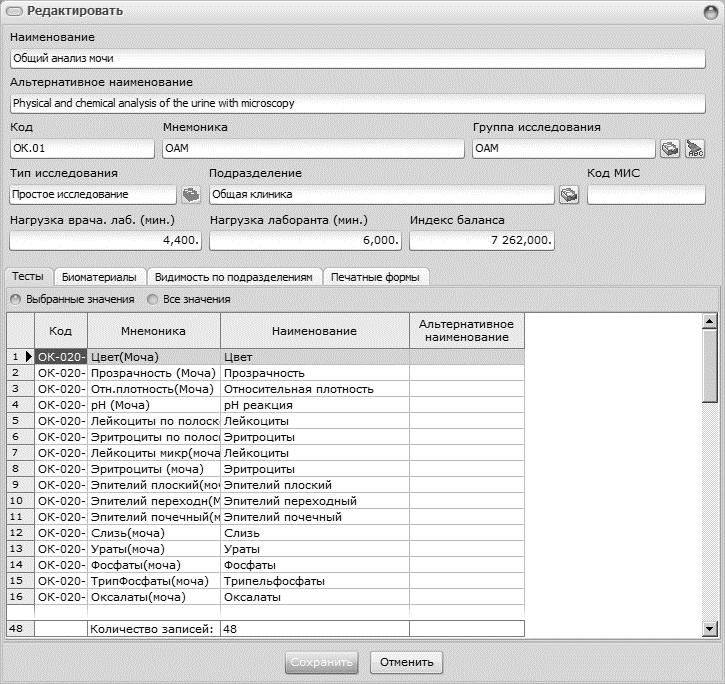 Редактировать
Наименование
Общий анализ мочи
Альтернативное наименование
Physical and chemical analysis of the urine with microscopy
Код Мнемоника Группа исследования
ОК.01 ОАМ ОАМ
ABC
Тип исследования Подразделение Код МИС
Простое исследование Общая клиника
Нагрузка врача. лаб. (мин.) Нагрузка лаборанта (мин.) Индекс баланса
4,400. 6,000. 7 262,000.
Тесты Биоматериалы Видимость по подразделениям Печатные формы
Выбранные значения Все значения
Код Мнемоника Наименование Альтернативное наименование
1 ОК-020- Цвет(Моча) Цвет
2 ОК-020- Прозрачность (Моча) Прозрачность
3 ОК-020- Отн.плотность(Моча) Относительная плотность
4 ОК-020- pH (Моча) pH реакция
5 ОК-020- Лейкоциты по полоск Лейкоциты
6 ОК-020- Эритроциты по полос Эритроциты
7 ОК-020- Лейкоциты микр(моча Лейкоциты
8 ОК-020- Эритроциты (моча) Эритроциты
9 ОК-020- Эпителий плоский(моч Эпителий плоский
10 ОК-020- Эпителий переходн(М Эпителий переходный
11 ОК-020- Эпителий почечный(м Эпителий почечный
12 ОК-020- Слизь(моча) Слизь
13 ОК-020- Ураты(моча) Ураты
14 ОК-020- Фосфаты(моча) Фосфаты
15 ОК-020- ТрипФосфаты(моча) Трипельфосфаты
16 ОК-020- Оксалаты(моча) Оксалаты
48 Количество записей: 48
Сохранить Отменить